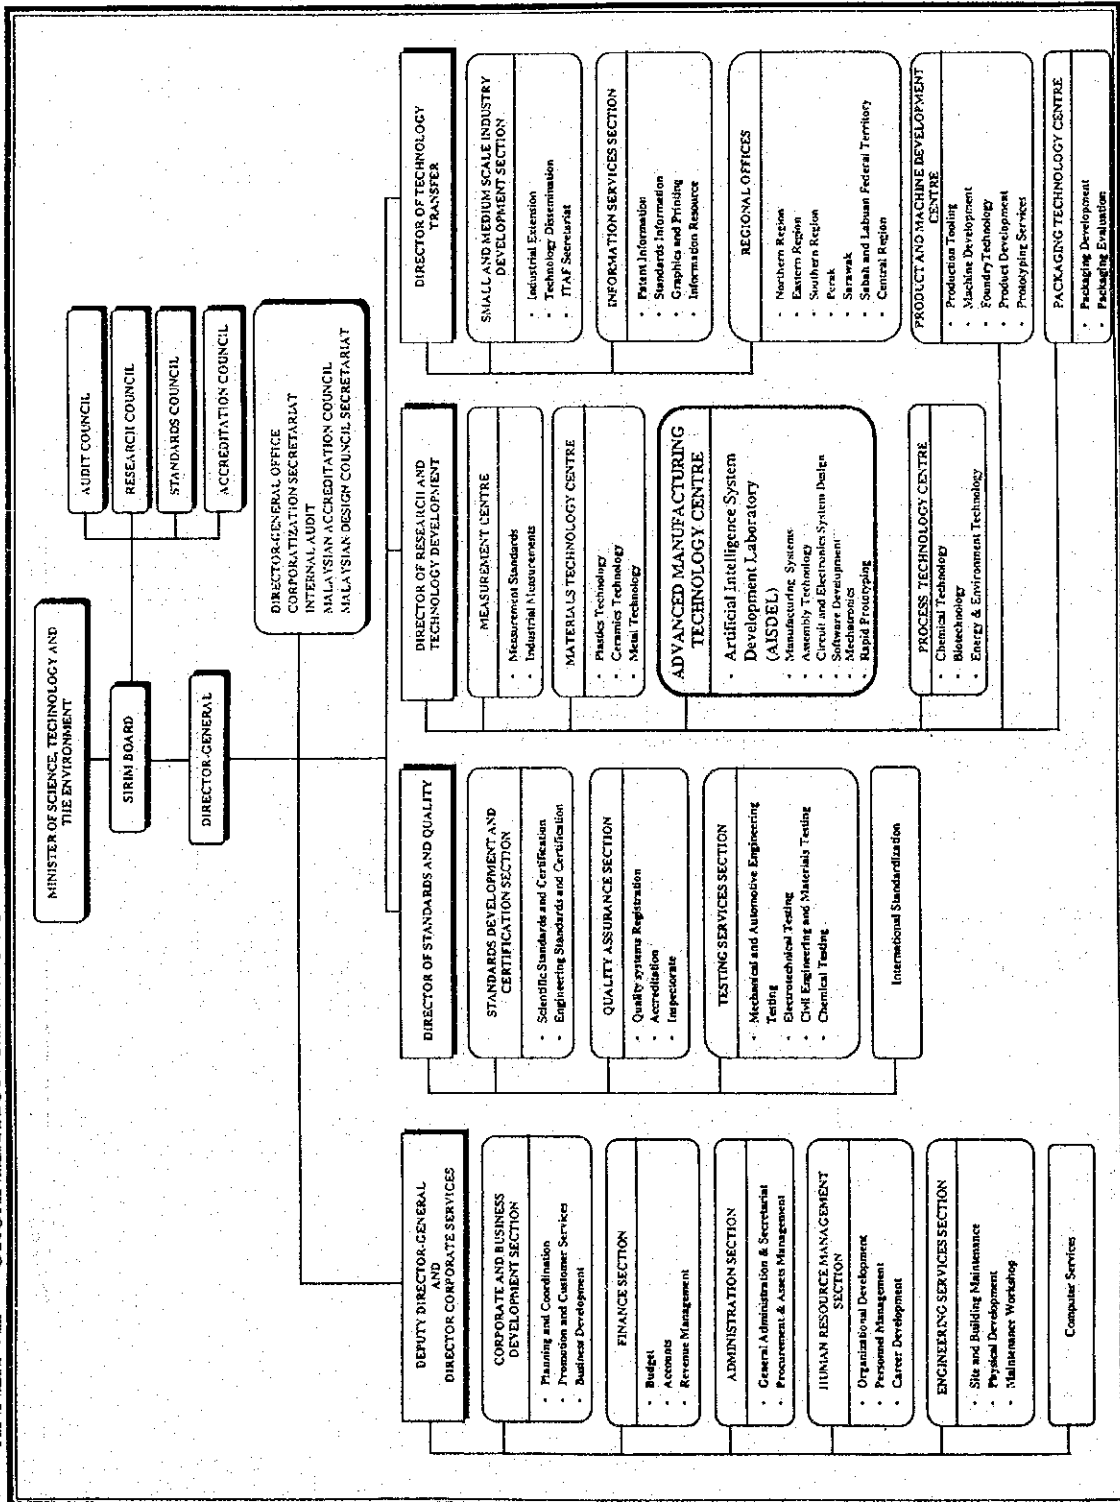 MINISTER OF SCIENCE, TECHNOLOGY AND
THE ENVIRONMENT
SIRIM BOARD
DIRECTOR-GENERAL
AUDIT COUNCIL
RESEARCH COUNCIL
STANDARDS COUNCIL
ACCREDITATION COUNCIL
DIRECTOR-GENERAL OFFICE
CORPORATIZATION SECRETARIAT
INTERNAL AUDIT
MALAYSIAN ACCREDITATION COUNCIL
MALAYSIAN DESIGN COUNCIL SECRETARIAT
DEPUTY DIRECTOR-GENERAL
AND
DIRECTOR CORPORATE SERVICES
CORPORATE AND BUSINESS
DEVELOPMENT SECTION
• Planning and Coordination
• Promotion and Customer Services
• Business Development
FINANCE SECTION
• Budget
• Accounts
• Revenue Management
ADMINISTRATION SECTION
• General Administration & Secretariat
• Procurement & Assets Management
HUMAN RESOURCE MANAGEMENT
SECTION
• Organizational Development
• Personnel Management
• Career Development
ENGINEERING SERVICES SECTION
• Site and Building Maintenance
• Physical Development
• Maintenance Workshop
Computer Services
DIRECTOR OF STANDARDS AND QUALITY
STANDARDS DEVELOPMENT AND
CERTIFICATION SECTION
• Scientific Standards and Certification
• Engineering Standards and Certification
QUALITY ASSURANCE SECTION
• Quality systems Registration
• Accreditation
• Inspectorate
TESTING SERVICES SECTION
• Mechanical and Automotive Engineering
Testing
• Electrotechnical Testing
• Civil Engineering and Materials Testing
• Chemical Testing
International Standardization
DIRECTOR OF RESEARCH AND
TECHNOLOGY DEVELOPMENT
MEASUREMENT CENTRE
• Measurement Standards
• Industrial Measurements
MATERIALS TECHNOLOGY CENTRE
• Plastics Technology
• Ceramics Technology
• Metal Technology
ADVANCED MANUFACTURING
TECHNOLOGY CENTRE
• Artificial Intelligence System
Development Laboratory
(AISDEL)
• Manufacturing Systems
• Assembly Technology
• Circuit and Electronics System Design
• Software Development
• Mechatronics
• Rapid Prototyping
PROCESS TECHNOLOGY CENTRE
• Chemical Technology
• Biotechnology
• Energy & Environment Technology
DIRECTOR OF TECHNOLOGY
TRANSFER
SMALL AND MEDIUM SCALE INDUSTRY
DEVELOPMENT SECTION
• Industrial Extension
• Technology Dissemination
• ITAF Secretariat
INFORMATION SERVICES SECTION
• Patent Information
• Standards Information
• Graphics and Printing
• Information Resource
REGIONAL OFFICES
• Northern Region
• Eastern Region
• Southern Region
• Perak
• Sarawak
• Sabah and Labuan Federal Territory
• Central Region
PRODUCT AND MACHINE DEVELOPMENT
CENTRE
• Production Tooling
• Machine Development
• Foundry Technology
• Product Development
• Prototyping Services
PACKAGING TECHNOLOGY CENTRE
• Packaging Development
• Packaging Evaluation